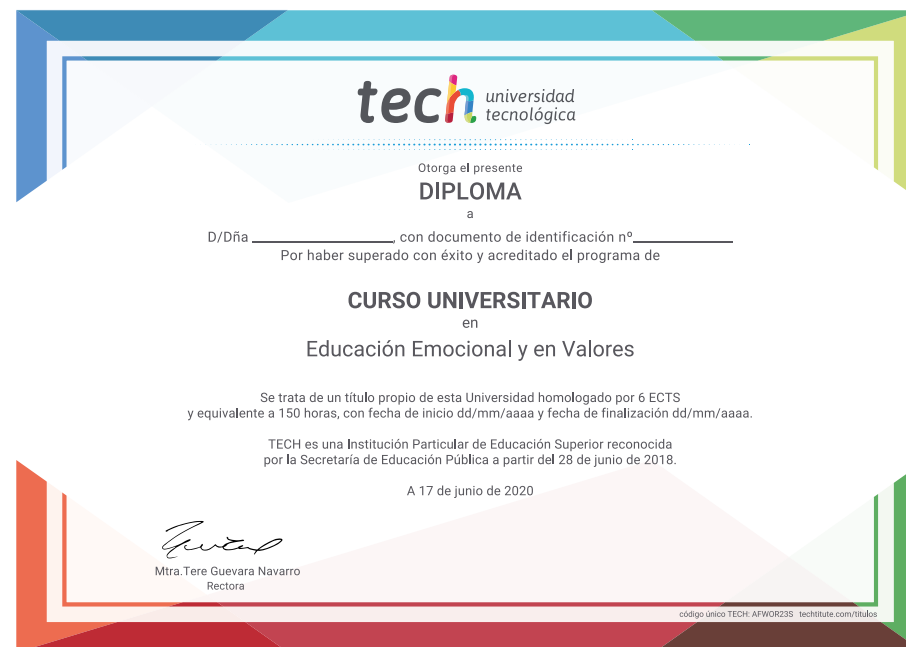 tech universidad
tecnológica
Otorga el presente
DIPLOMA
a
D/Dña ____________________, con documento de identificación nº______________
Por haber superado con éxito y acreditado el programa de
CURSO UNIVERSITARIO
en
Educación Emocional y en Valores
Se trata de un título propio de esta Universidad homologado por 6 ECTS
y equivalente a 150 horas, con fecha de inicio dd/mm/aaaa y fecha de finalización dd/mm/aaaa.
TECH es una Institución Particular de Educación Superior reconocida
por la Secretaría de Educación Pública a partir del 28 de junio de 2018.
A 17 de junio de 2020
Mtra.Tere Guevara Navarro
Rectora
código único TECH: AFWOR23S techtitute.com/titulos